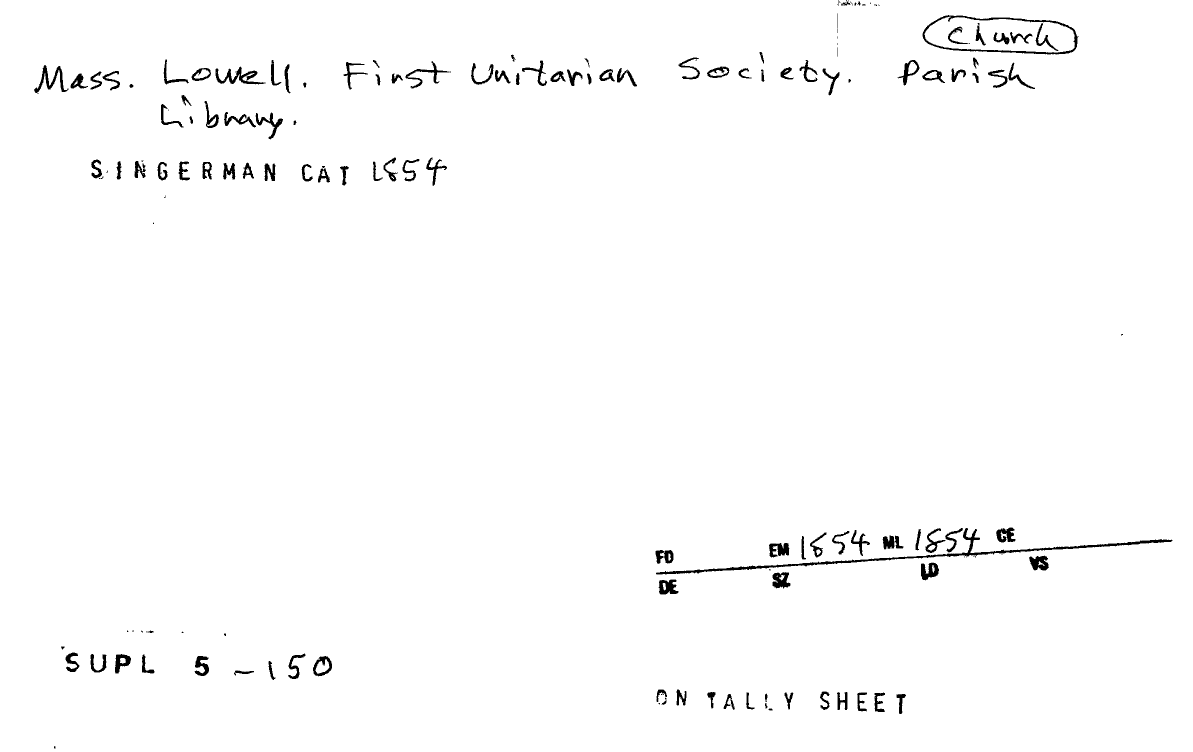 Church
Mass. Lowell. First Unitarian Society. Parish
Library.
SINGERMAN CAT 1854
FD EM 1854 ML 1854 CE
DE SZ LD VS
SUPL 5 - 150
ON TALLY SHEET